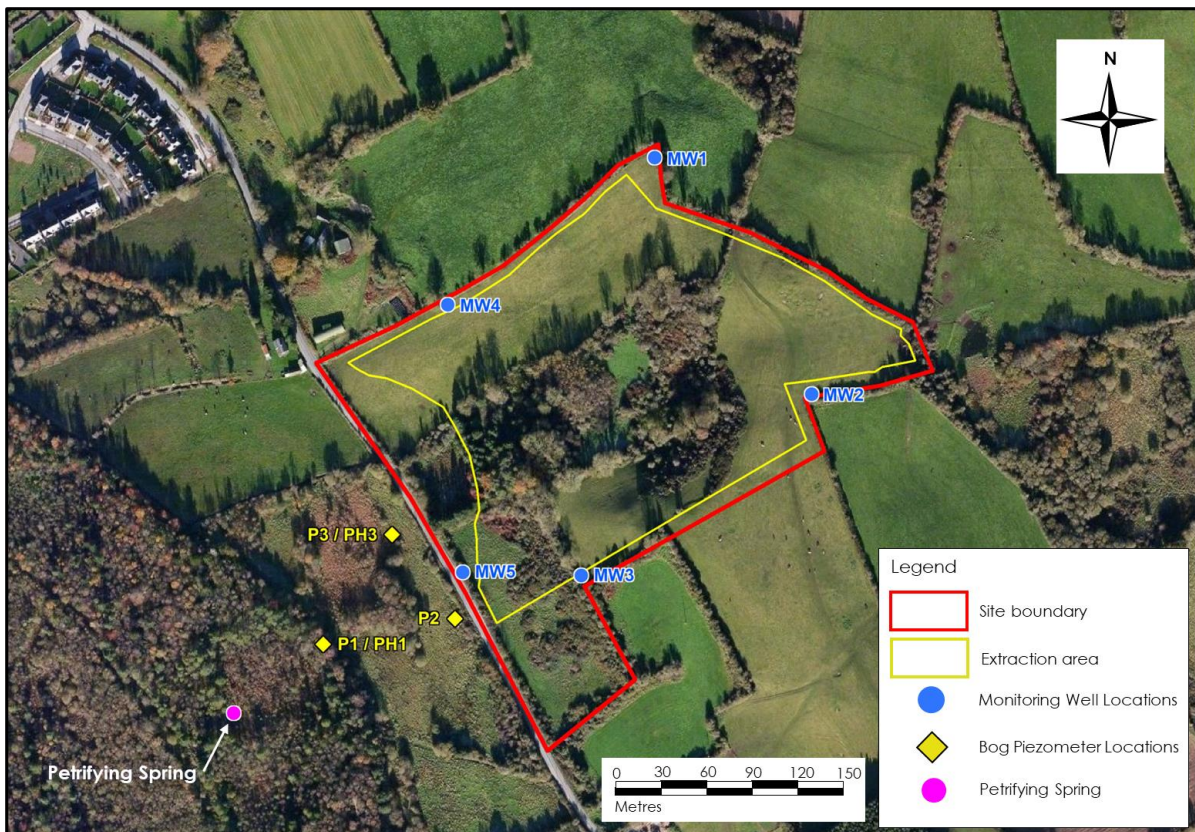 N
MW1
MW4
MW2
P3 / PH3
MW5
MW3
P2
P1 / PH1
Petrifying Spring
Legend
Site boundary
Extraction area
Monitoring Well Locations
Bog Piezometer Locations
Petrifying Spring
0 30 60 90 120 150
Metres